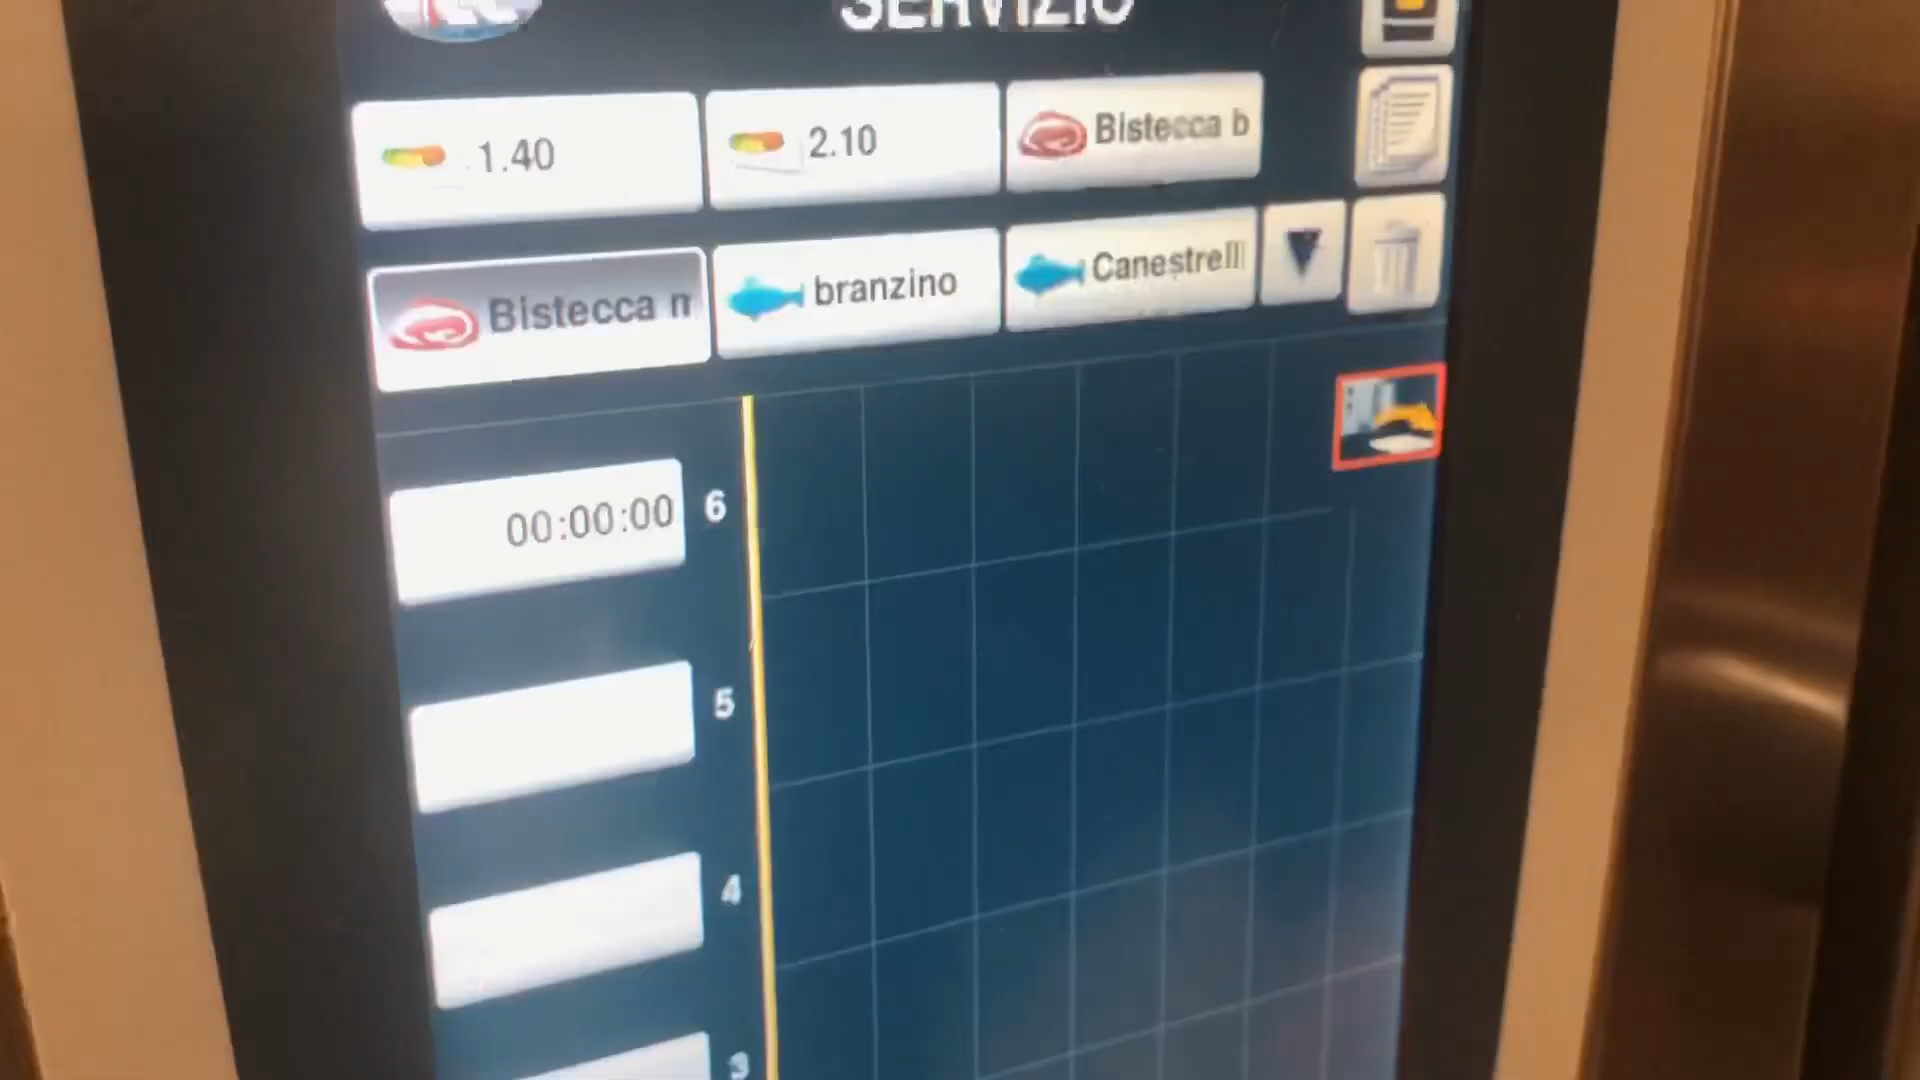 SERVIZIO
1.40
2.10
Bistecca b
Bistecca m
branzino
Canestrelli
00:00:00
6
5
4
3